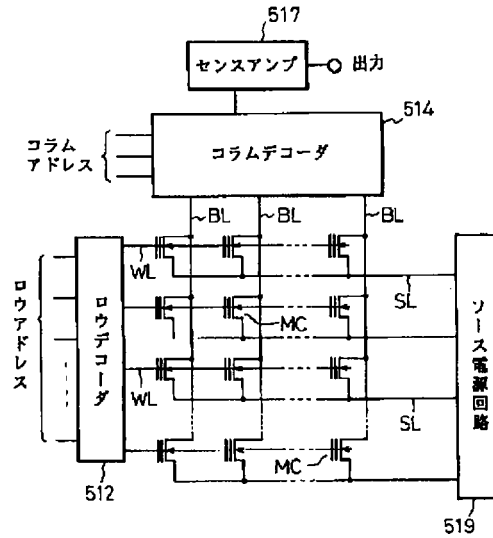 517
センスアンプ
出力
514
コラム
アドレス
コラムデコーダ
BL
BL
BL
WL
SL
MC
WL
SL
MC
ロウアドレス
ロウデコーダ
512
ソース電源回路
519